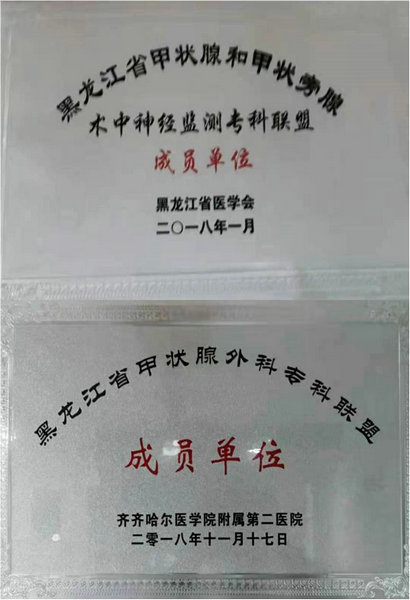 黑龙江省甲状腺和甲状旁腺
术中神经监测专科联盟
成员单位
黑龙江省医学会
二〇一八年一月
黑龙江省甲状腺外科专科联盟
成员单位
齐齐哈尔医学院附属第二医院
二零一八年十一月十七日